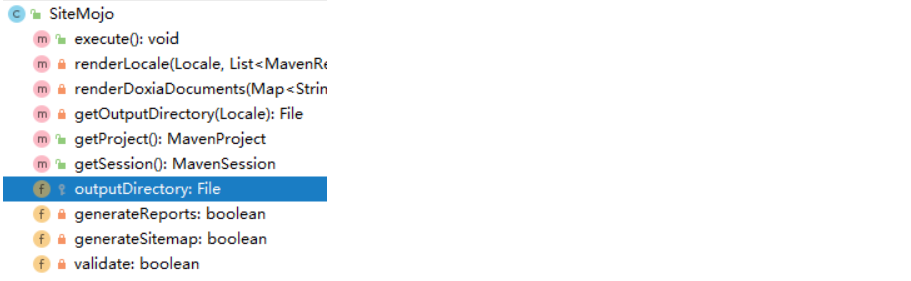 C SiteMojo
m execute(): void
m renderLocale(Locale, List<MavenRe
m renderDoxiaDocuments(Map<Strin
m getOutputDirectory(Locale): File
m getProject(): MavenProject
m getSession(): MavenSession
f outputDirectory: File
f generateReports: boolean
f generateSitemap: boolean
f validate: boolean